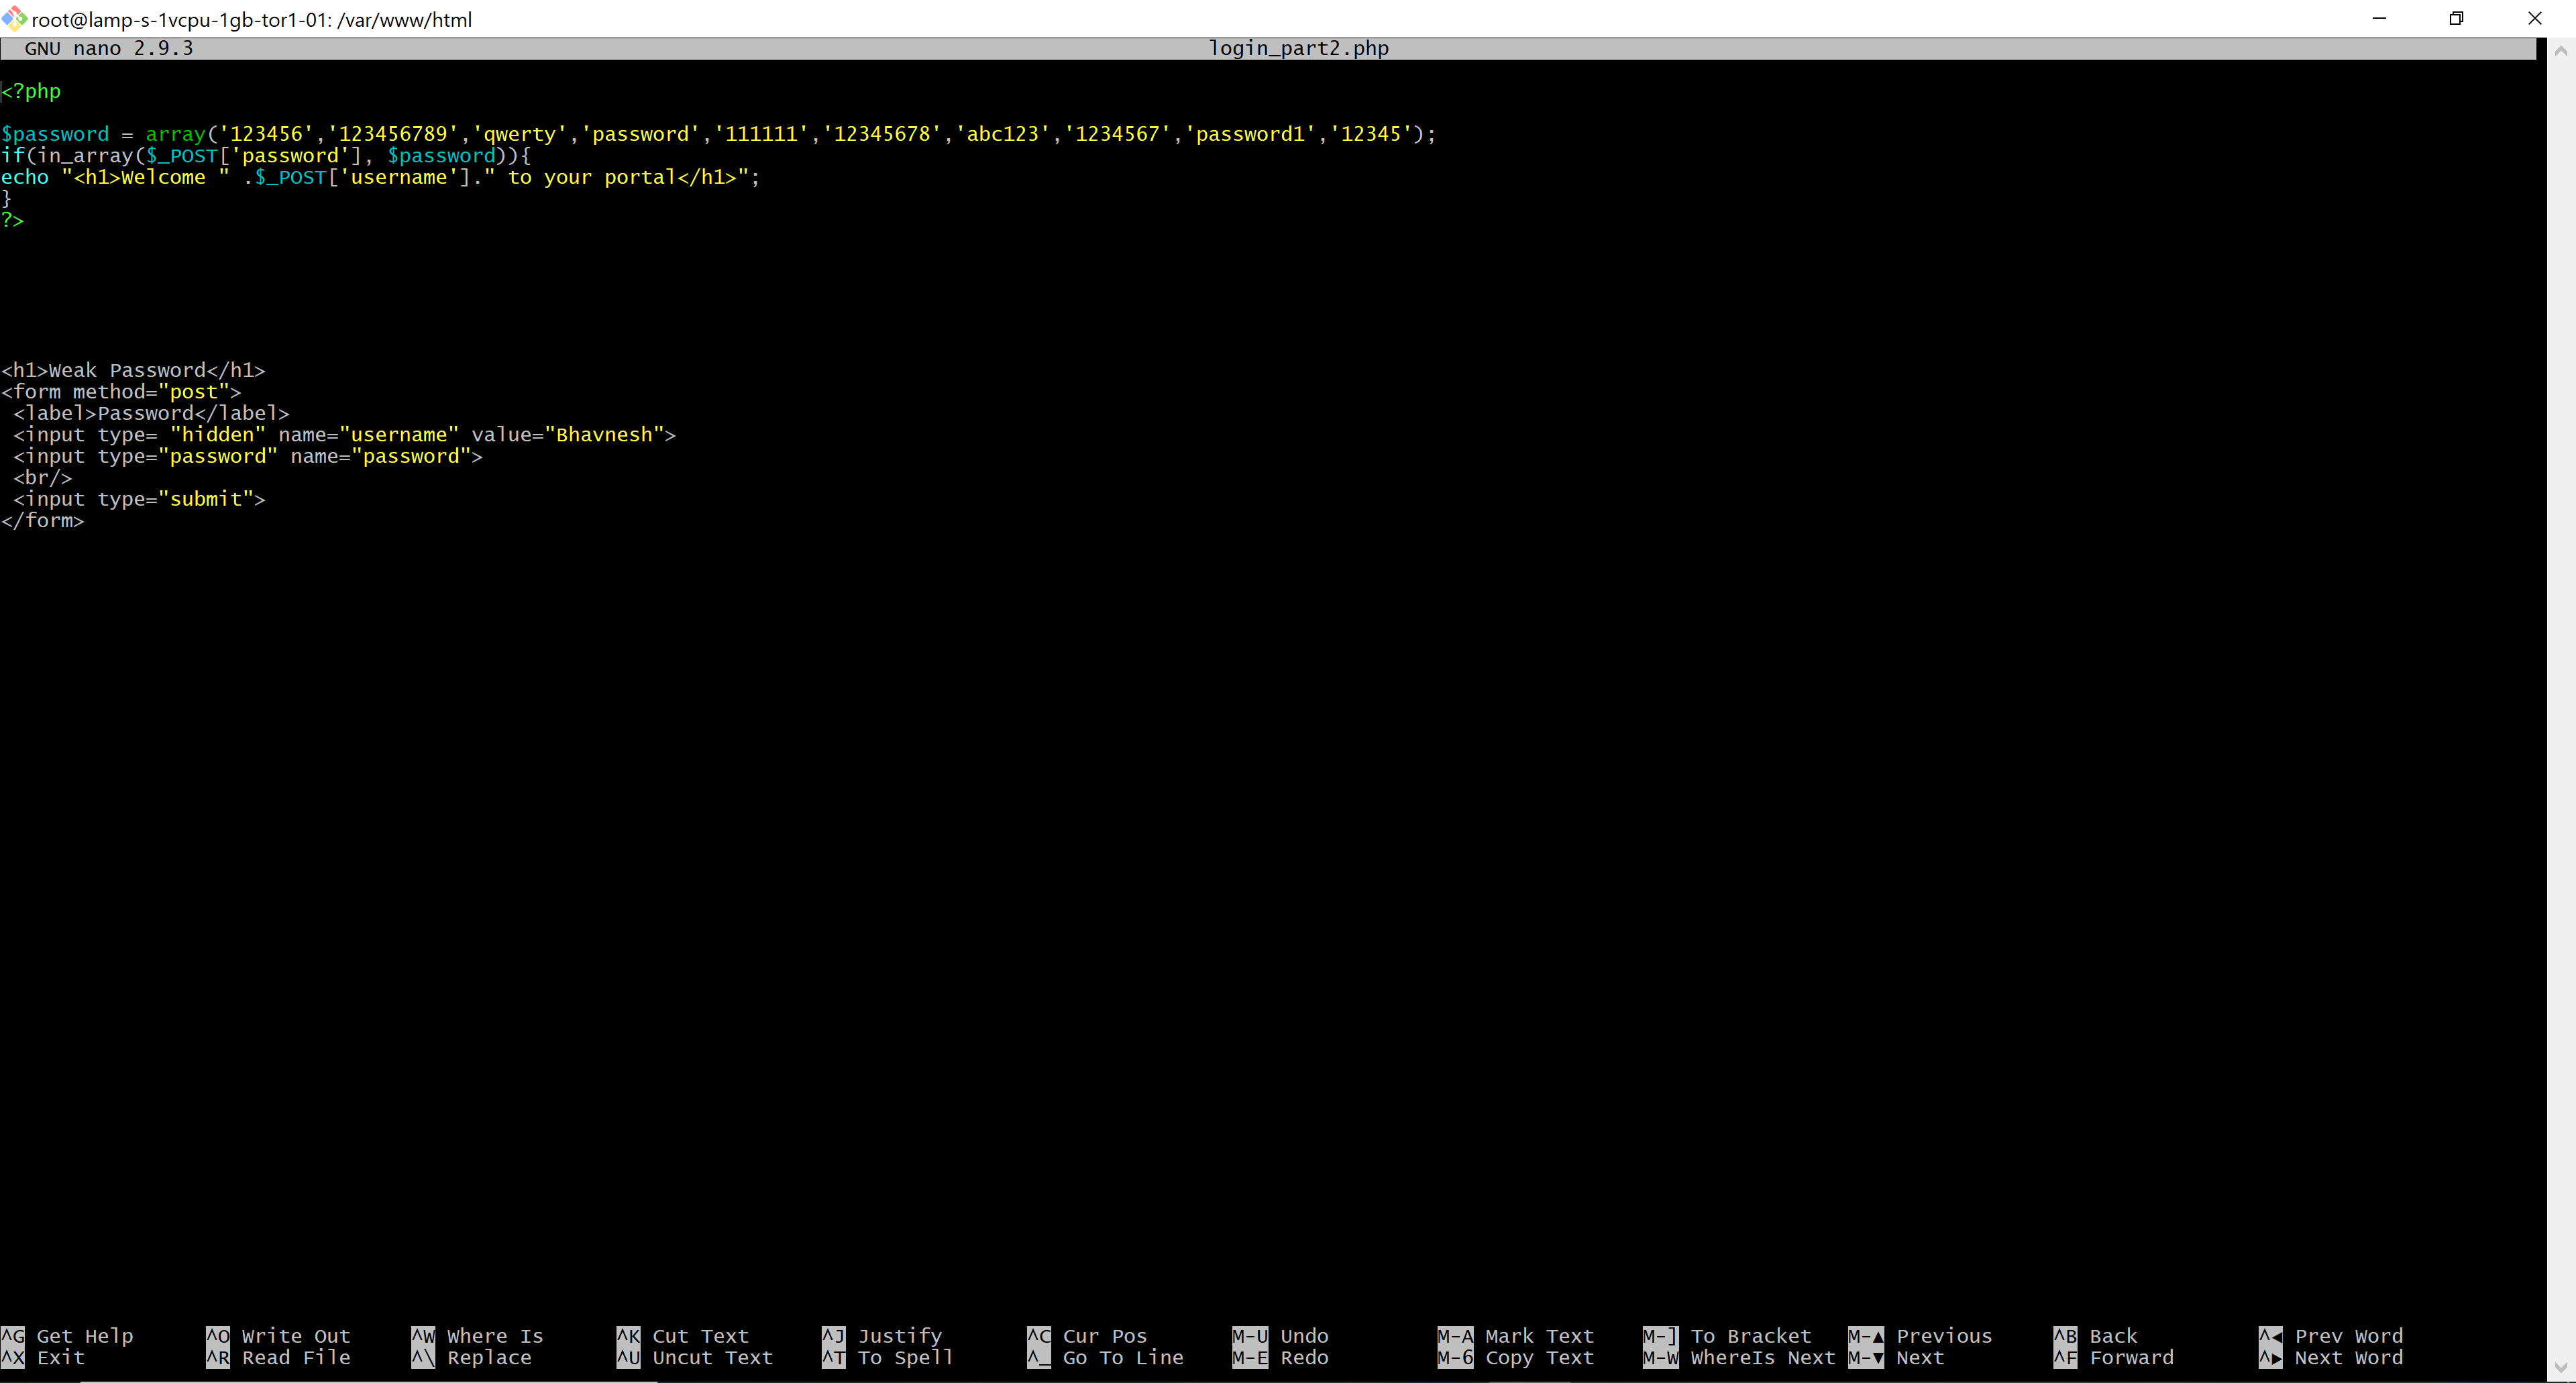 root@lamp-s-1vcpu-1gb-tor1-01: /var/www/html
GNU nano 2.9.3 login_part2.php
<?php
$password = array('123456','123456789','qwerty','password','111111','12345678','abc123','1234567','password1','12345');
if(in_array($_POST['password'], $password)){
echo "<h1>Welcome " .$_POST['username']." to your portal</h1>";
}
?>
<h1>Weak Password</h1>
<form method="post">
 <label>Password</label>
 <input type= "hidden" name="username" value="Bhavnesh">
 <input type="password" name="password">
 <br/>
 <input type="submit">
</form>
^G Get Help ^O Write Out ^W Where Is ^K Cut Text ^J Justify ^C Cur Pos M-U Undo M-A Mark Text M-] To Bracket M-▲ Previous ^B Back ^◀ Prev Word
^X Exit ^R Read File ^\ Replace ^U Uncut Text ^T To Spell ^_ Go To Line M-E Redo M-6 Copy Text M-W WhereIs Next M-▼ Next ^F Forward ^▶ Next Word